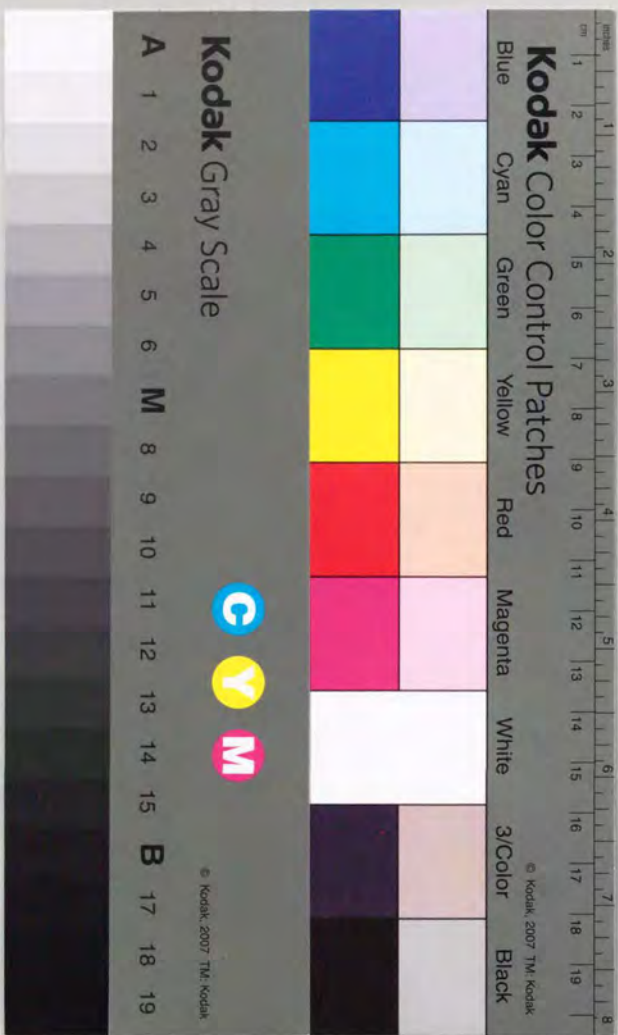 inches 1 2 3 4 5 6 7 8
cm 1 2 3 4 5 6 7 8 9 10 11 12 13 14 15 16 17 18 19
Kodak Color Control Patches
© Kodak, 2007 TM: Kodak
Blue Cyan Green Yellow Red Magenta White 3/Color Black
Kodak Gray Scale
C Y M
© Kodak, 2007 TM: Kodak
A 1 2 3 4 5 6 M 8 9 10 11 12 13 14 15 B 17 18 19